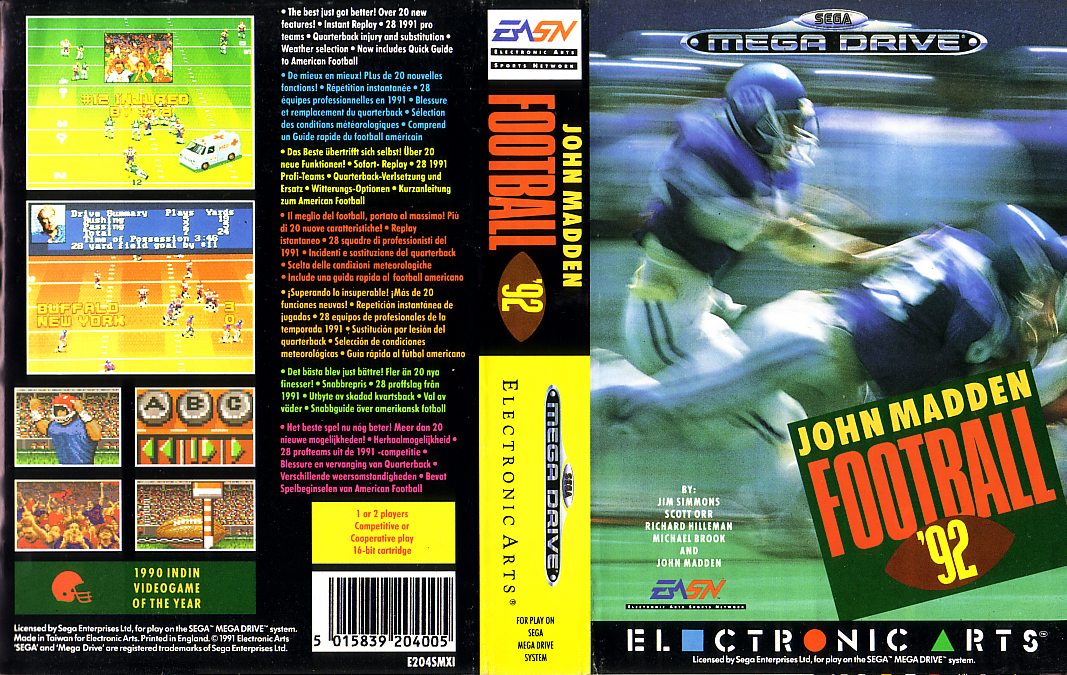 #12 INJURED
BY #73
12
Drive Summary Plays Yards
Rushing
Passing
Total 7 24
Time of Possession 3:46
28 yard field goal by #11
BUFFALO 3
NEW YORK 0
A B C
1990 INDIN
VIDEOGAME
OF THE YEAR
Licensed by Sega Enterprises Ltd, for play on the SEGA™ MEGA DRIVE™ system.
Made in Taiwan for Electronic Arts. Printed in England. © 1991 Electronic Arts
'SEGA' and 'Mega Drive' are registered trademarks of Sega Enterprises Ltd.
• The best just got better! Over 20 new
features! • Instant Replay • 28 1991 pro
teams • Quarterback injury and substitution •
Weather selection • Now includes Quick Guide
to American Football
• De mieux en mieux! Plus de 20 nouvelles
fonctions! • Répétition instantanée • 28
équipes professionnelles en 1991 • Blessure
et remplacement du quarterback • Sélection
des conditions météorologiques • Comprend
un Guide rapide du football américain
• Das Beste übertrifft sich selbst! Über 20
neue Funktionen! • Sofort- Replay • 28 1991
Profi-Teams • Quarterback-Verlsetzung und
Ersatz • Witterungs-Optionen • Kurzanleitung
zum American Football
• Il meglio del football, portato al massimo! Più
di 20 nuove caratteristiche! • Replay
istantaneo • 28 squadre di professionisti del
1991 • Incidenti e sostituzione del quarterback
• Scelta delle condizioni meteorologiche
• Include una guida rapida al football americano
• ¡Superando lo insuperable! ¡Más de 20
funciones neuvas! • Repetición instantánea de
jugadas • 28 equipos de profesionales de la
temporada 1991 • Sustitución por lesión del
quarterback • Selección de condiciones
meteorológicas • Guía rápida al fútbol americano
• Det bästa blev just bättre! Fler än 20 nya
finesser! • Snabbrepris • 28 proffslag från
1991 • Utbyte av skadad kvartsback • Val av
väder • Snabbguide över amerikansk fotboll
• Het beste spel nu nóg beter! Meer dan 20
nieuwe mogelijkheden! • Herhaalmogelijkheid •
28 profteams uit de 1991 -competitie •
Blessure en vervanging van Quarterback •
Verschillende weersomstandigheden • Bevat
Spelbeginselen van American Football
1 or 2 players
Competitive or
Cooperative play
16-bit cartridge
5 015839 204005
E204SMXI
EASN
ELECTRONIC ARTS
SPORTS NETWORK
JOHN MADDEN
FOOTBALL
'92
ELECTRONIC ARTS®
SEGA
MEGA DRIVE
FOR PLAY ON
SEGA
MEGA DRIVE
SYSTEM
SEGA
MEGA DRIVE
JOHN MADDEN
FOOTBALL
'92
BY:
JIM SIMMONS
SCOTT ORR
RICHARD HILLEMAN
MICHAEL BROOK
AND
JOHN MADDEN
EASN™
ELECTRONIC ARTS SPORTS NETWORK
ELECTRONIC ARTS™
Licensed by Sega Enterprises Ltd, for play on the SEGA™ MEGA DRIVE™ system.